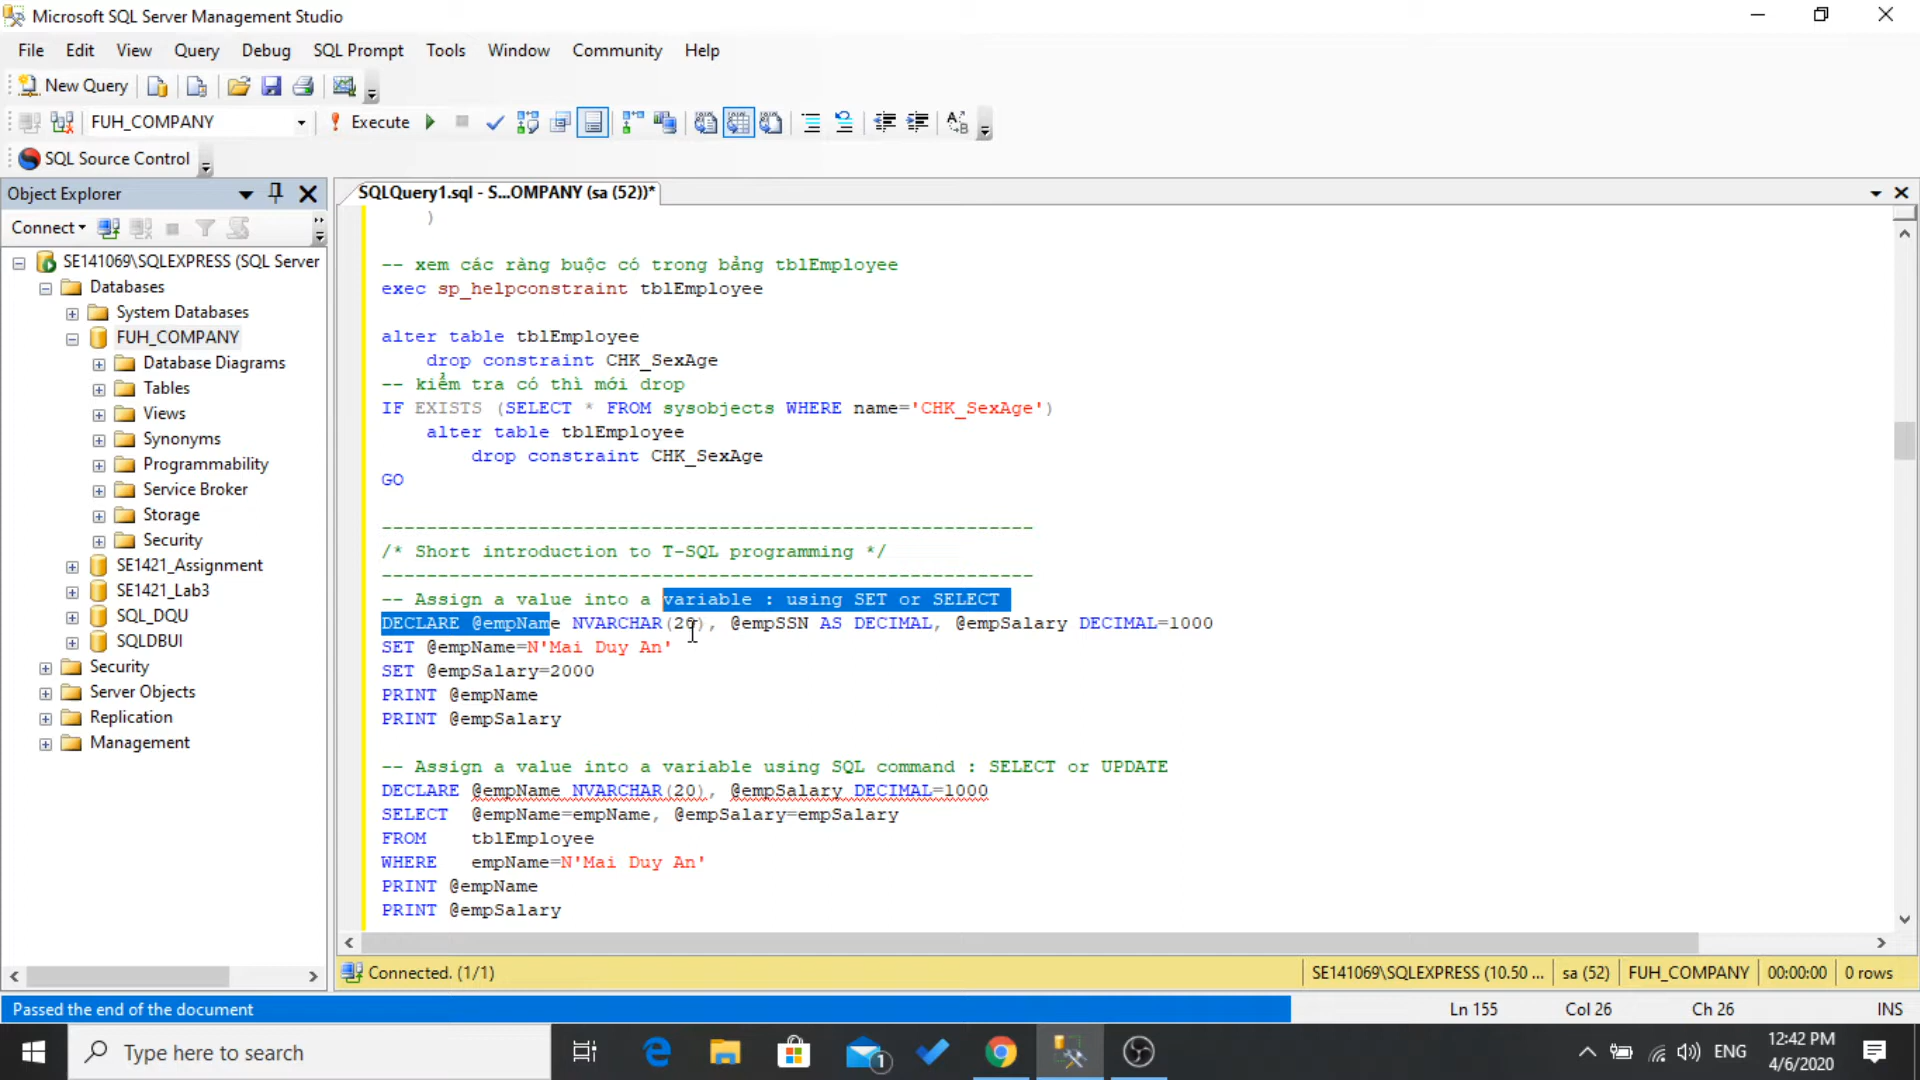 Microsoft SQL Server Management Studio
File Edit View Query Debug SQL Prompt Tools Window Community Help
New Query
FUH_COMPANY Execute
SQL Source Control
Object Explorer
SQLQuery1.sql - S...OMPANY (sa (52))*
Connect
SE141069\SQLEXPRESS (SQL Server
Databases
System Databases
FUH_COMPANY
Database Diagrams
Tables
Views
Synonyms
Programmability
Service Broker
Storage
Security
SE1421_Assignment
SE1421_Lab3
SQL_DQU
SQLDBUI
Security
Server Objects
Replication
Management
)
-- xem các ràng buộc có trong bảng tblEmployee
exec sp_helpconstraint tblEmployee
alter table tblEmployee
drop constraint CHK_SexAge
-- kiểm tra có thì mới drop
IF EXISTS (SELECT * FROM sysobjects WHERE name='CHK_SexAge')
alter table tblEmployee
drop constraint CHK_SexAge
GO
----------------------------------------------------------
/* Short introduction to T-SQL programming */
----------------------------------------------------------
-- Assign a value into a variable : using SET or SELECT
DECLARE @empName NVARCHAR(20), @empSSN AS DECIMAL, @empSalary DECIMAL=1000
SET @empName=N'Mai Duy An'
SET @empSalary=2000
PRINT @empName
PRINT @empSalary
-- Assign a value into a variable using SQL command : SELECT or UPDATE
DECLARE @empName NVARCHAR(20), @empSalary DECIMAL=1000
SELECT @empName=empName, @empSalary=empSalary
FROM tblEmployee
WHERE empName=N'Mai Duy An'
PRINT @empName
PRINT @empSalary
Connected. (1/1) SE141069\SQLEXPRESS (10.50 ... sa (52) FUH_COMPANY 00:00:00 0 rows
Passed the end of the document Ln 155 Col 26 Ch 26 INS
Type here to search
1
ENG
12:42 PM
4/6/2020